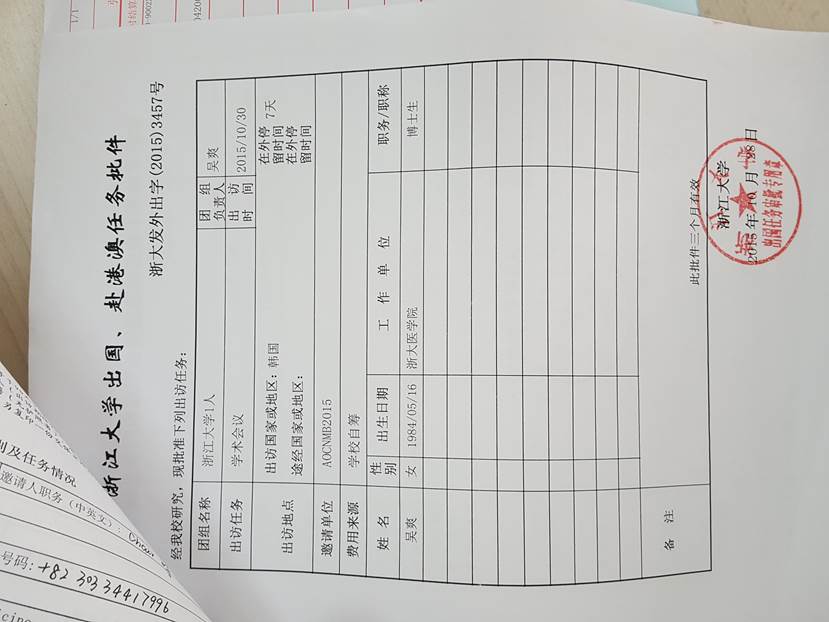 浙江大学出国、赴港澳任务批件
浙大发外出字(2015)3457号
经我校研究，现批准下列出访任务：
团组名称 浙江大学1人 团组负责人 吴爽
出访任务 学术会议 出访时间 2015/10/30
出访地点 出访国家或地区：韩国 在外停留时间 7天
途经国家或地区： 在外停留时间
邀请单位 AOCNMB2015
费用来源 学校自筹
姓名 性别 出生日期 工作单位 职务/职称
吴爽 女 1984/05/16 浙大医学院 博士生
备注
此批件三个月有效
浙江大学
2015年10月28日
出国任务审批专用章
及任务情况
邀请人职务(中英文)：
号码：+82 303 3441 7996
1/1